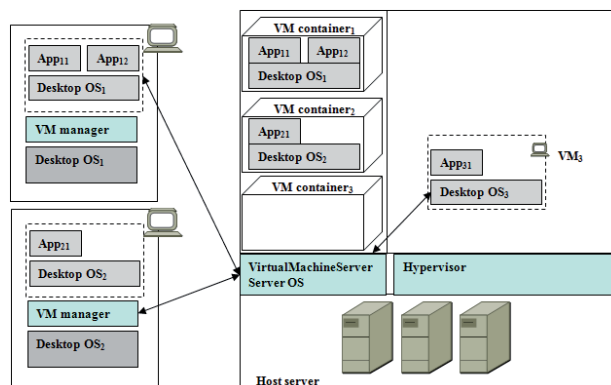 App11 App12
Desktop OS1
VM manager
Desktop OS1
App21
Desktop OS2
VM manager
Desktop OS2
VM container1
App11 App12
Desktop OS1
VM container2
App21
Desktop OS2
VM container3
VirtualMachineServer
Server OS
Hypervisor
App31
Desktop OS3
VM3
Host server